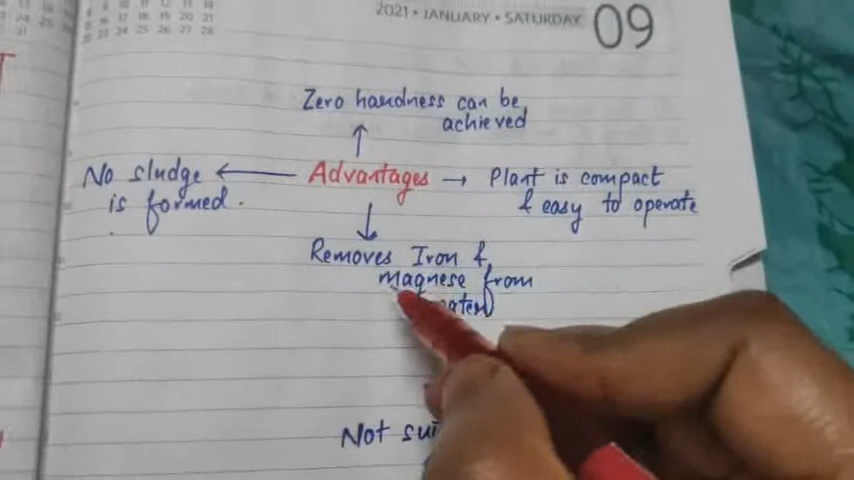 2021 • JANUARY • SATURDAY 09
Zero hardness can be
achieved
No sludge ← Advantages → Plant is compact
is formed. & easy to operate
Removes Iron &
magnese from
Not